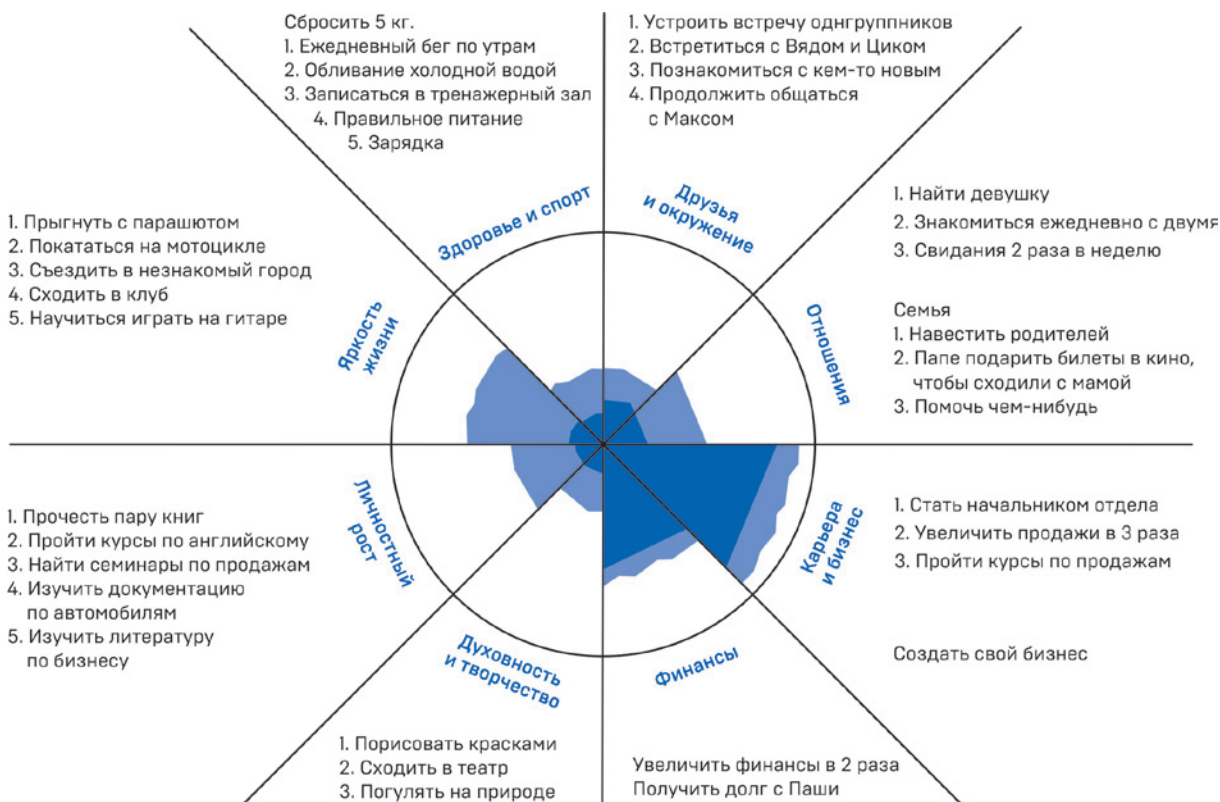 Сбросить 5 кг.
1. Ежедневный бег по утрам
2. Обливание холодной водой
3. Записаться в тренажерный зал
4. Правильное питание
5. Зарядка
1. Устроить встречу однгруппников
2. Встретиться с Вядом и Циком
3. Познакомиться с кем-то новым
4. Продолжить общаться
с Максом
Здоровье и спорт
Друзья
и окружение
1. Прыгнуть с парашютом
2. Покататься на мотоцикле
3. Съездить в незнакомый город
4. Сходить в клуб
5. Научиться играть на гитаре
Яркость
жизни
1. Найти девушку
2. Знакомиться ежедневно с двумя
3. Свидания 2 раза в неделю
Отношения
Семья
1. Навестить родителей
2. Папе подарить билеты в кино,
чтобы сходили с мамой
3. Помочь чем-нибудь
1. Прочесть пару книг
2. Пройти курсы по английскому
3. Найти семинары по продажам
4. Изучить документацию
по автомобилям
5. Изучить литературу
по бизнесу
Личностный
рост
Карьера
и бизнес
1. Стать начальником отдела
2. Увеличить продажи в 3 раза
3. Пройти курсы по продажам
Создать свой бизнес
Духовность
и творчество
Финансы
1. Порисовать красками
2. Сходить в театр
3. Погулять на природе
Увеличить финансы в 2 раза
Получить долг с Паши